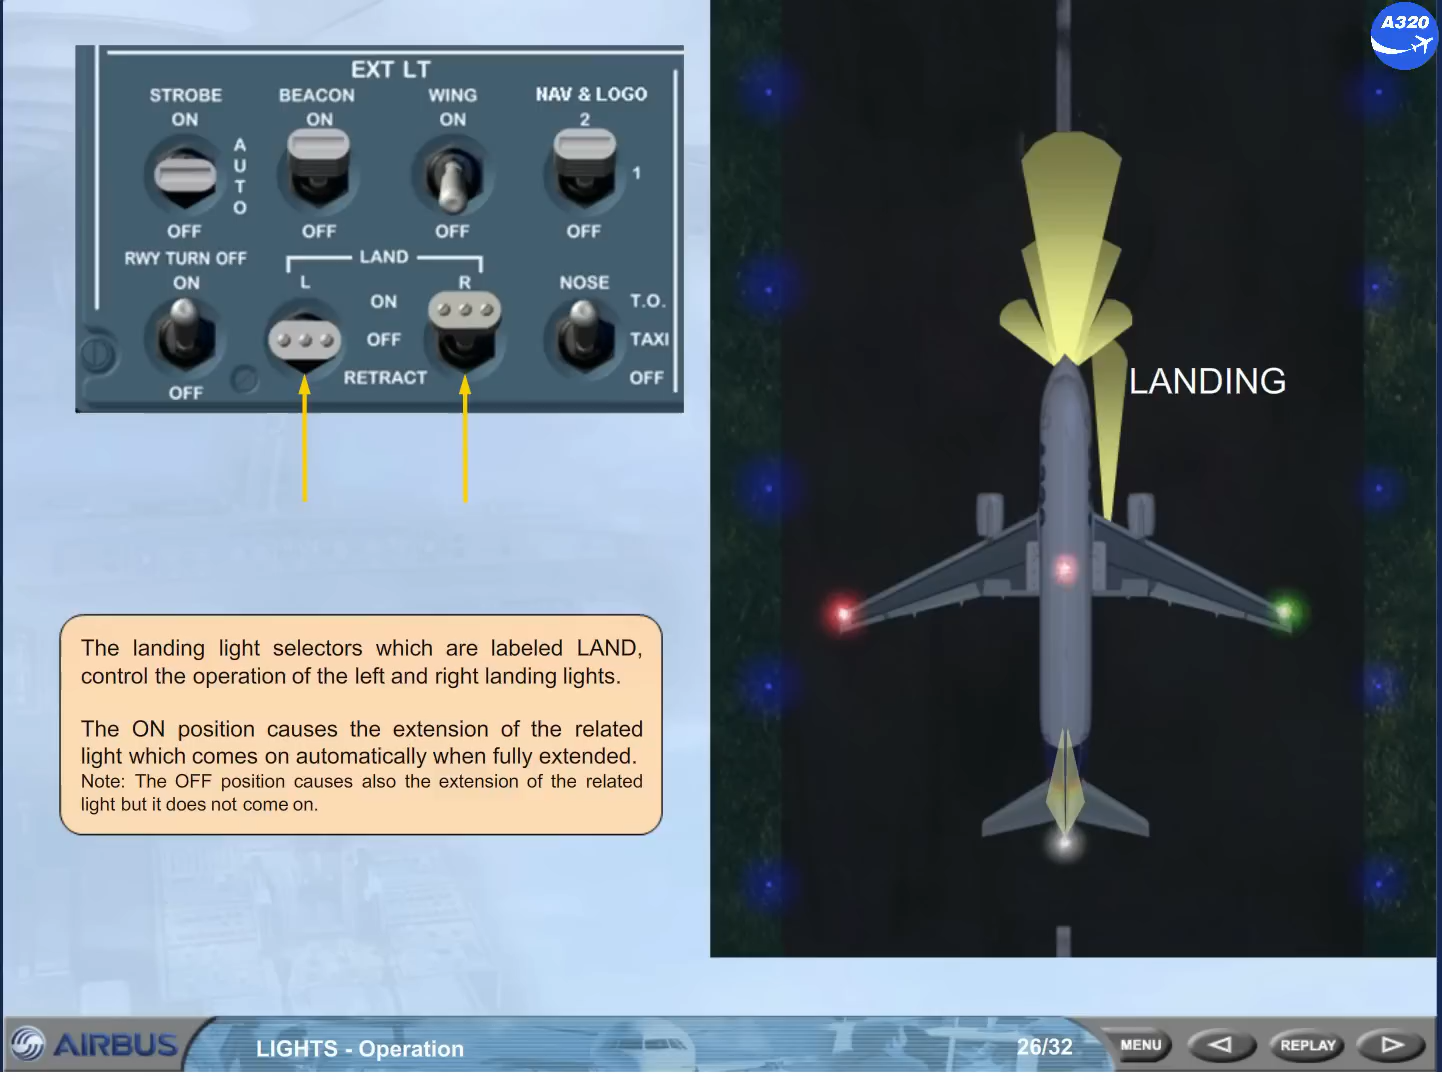 A320
EXT LT
STROBE BEACON WING NAV & LOGO
ON ON ON 2
AUTO
1
OFF OFF OFF OFF
RWY TURN OFF LAND
ON L R NOSE
ON T.O.
OFF TAXI
RETRACT OFF
OFF
LANDING
The landing light selectors which are labeled LAND,
control the operation of the left and right landing lights.
The ON position causes the extension of the related
light which comes on automatically when fully extended.
Note: The OFF position causes also the extension of the related
light but it does not come on.
AIRBUS
LIGHTS - Operation
26/32
MENU
REPLAY